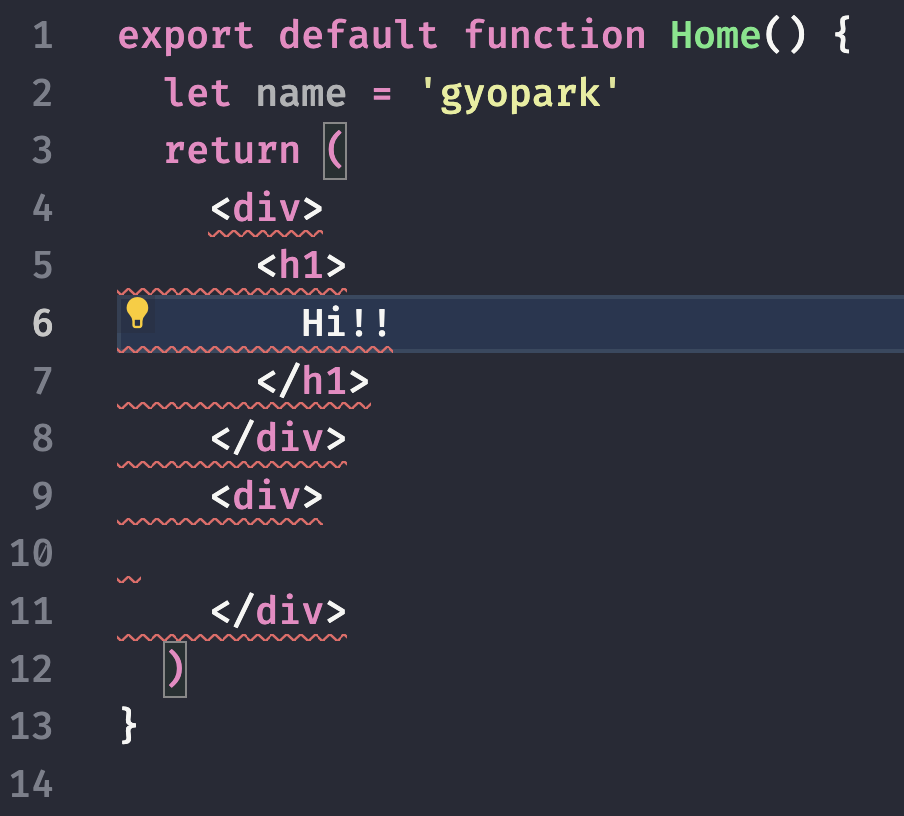 1 export default function Home() {
2 let name = 'gyopark'
3 return (
4 <div>
5 <h1>
6 Hi!!
7 </h1>
8 </div>
9 <div>
10
11 </div>
12 )
13 }
14